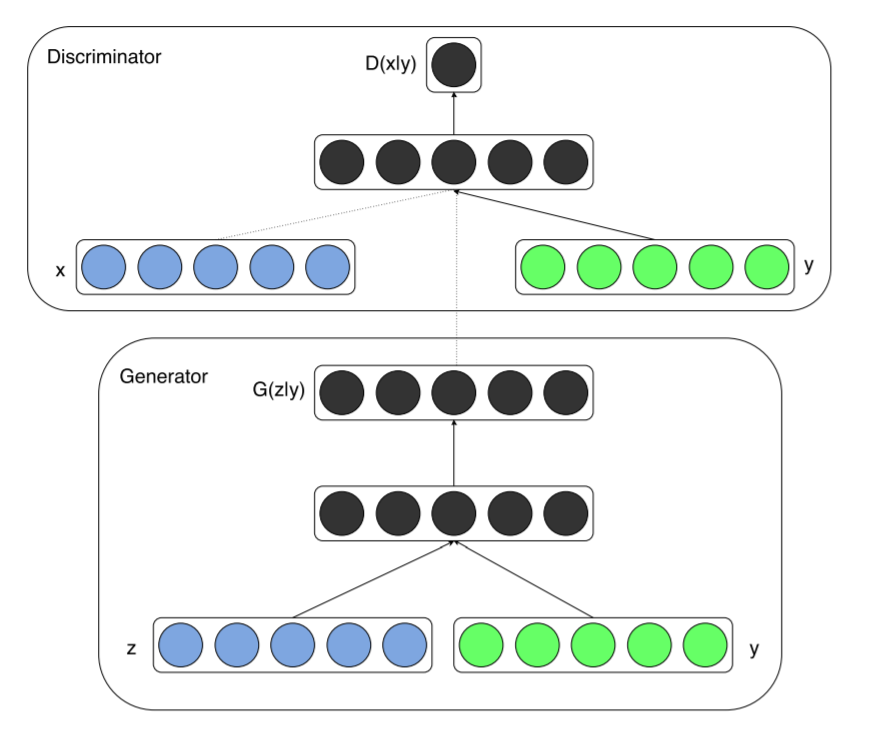 Discriminator
D(x|y)
x
y
Generator
G(z|y)
z
y